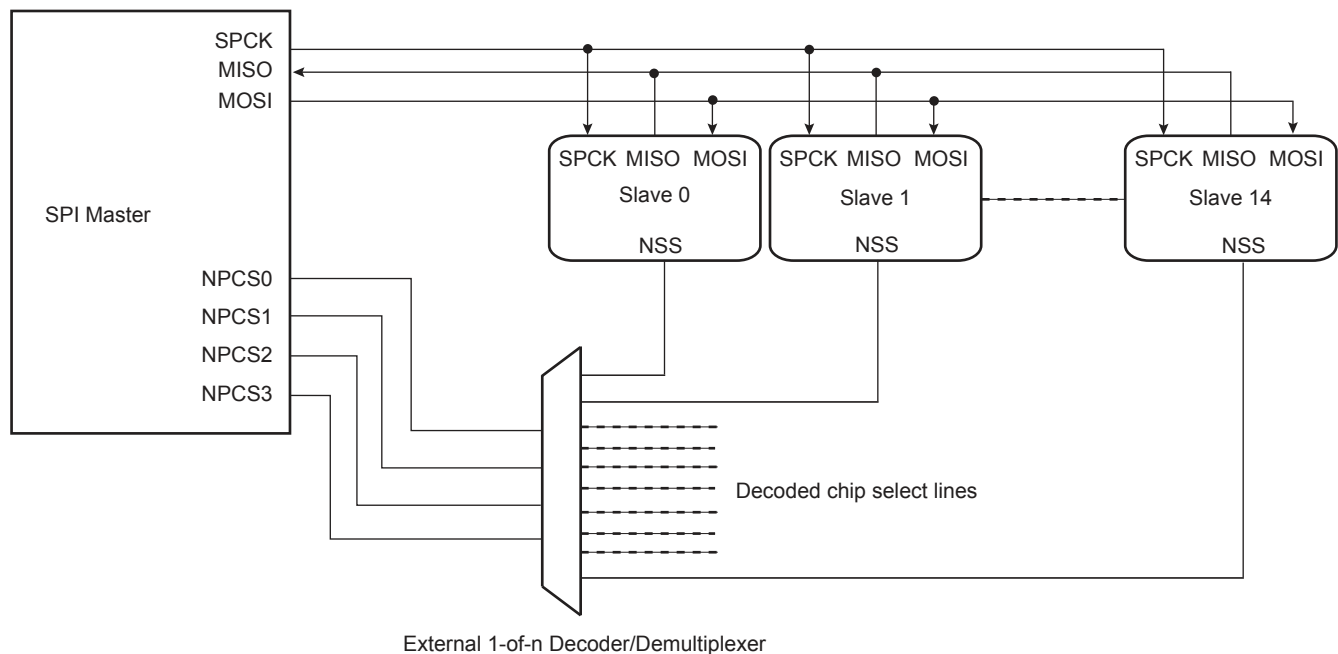 SPCK
MISO
MOSI
SPI Master
NPCS0
NPCS1
NPCS2
NPCS3
SPCK MISO MOSI
Slave 0
NSS
SPCK MISO MOSI
Slave 1
NSS
SPCK MISO MOSI
Slave 14
NSS
Decoded chip select lines
External 1-of-n Decoder/Demultiplexer